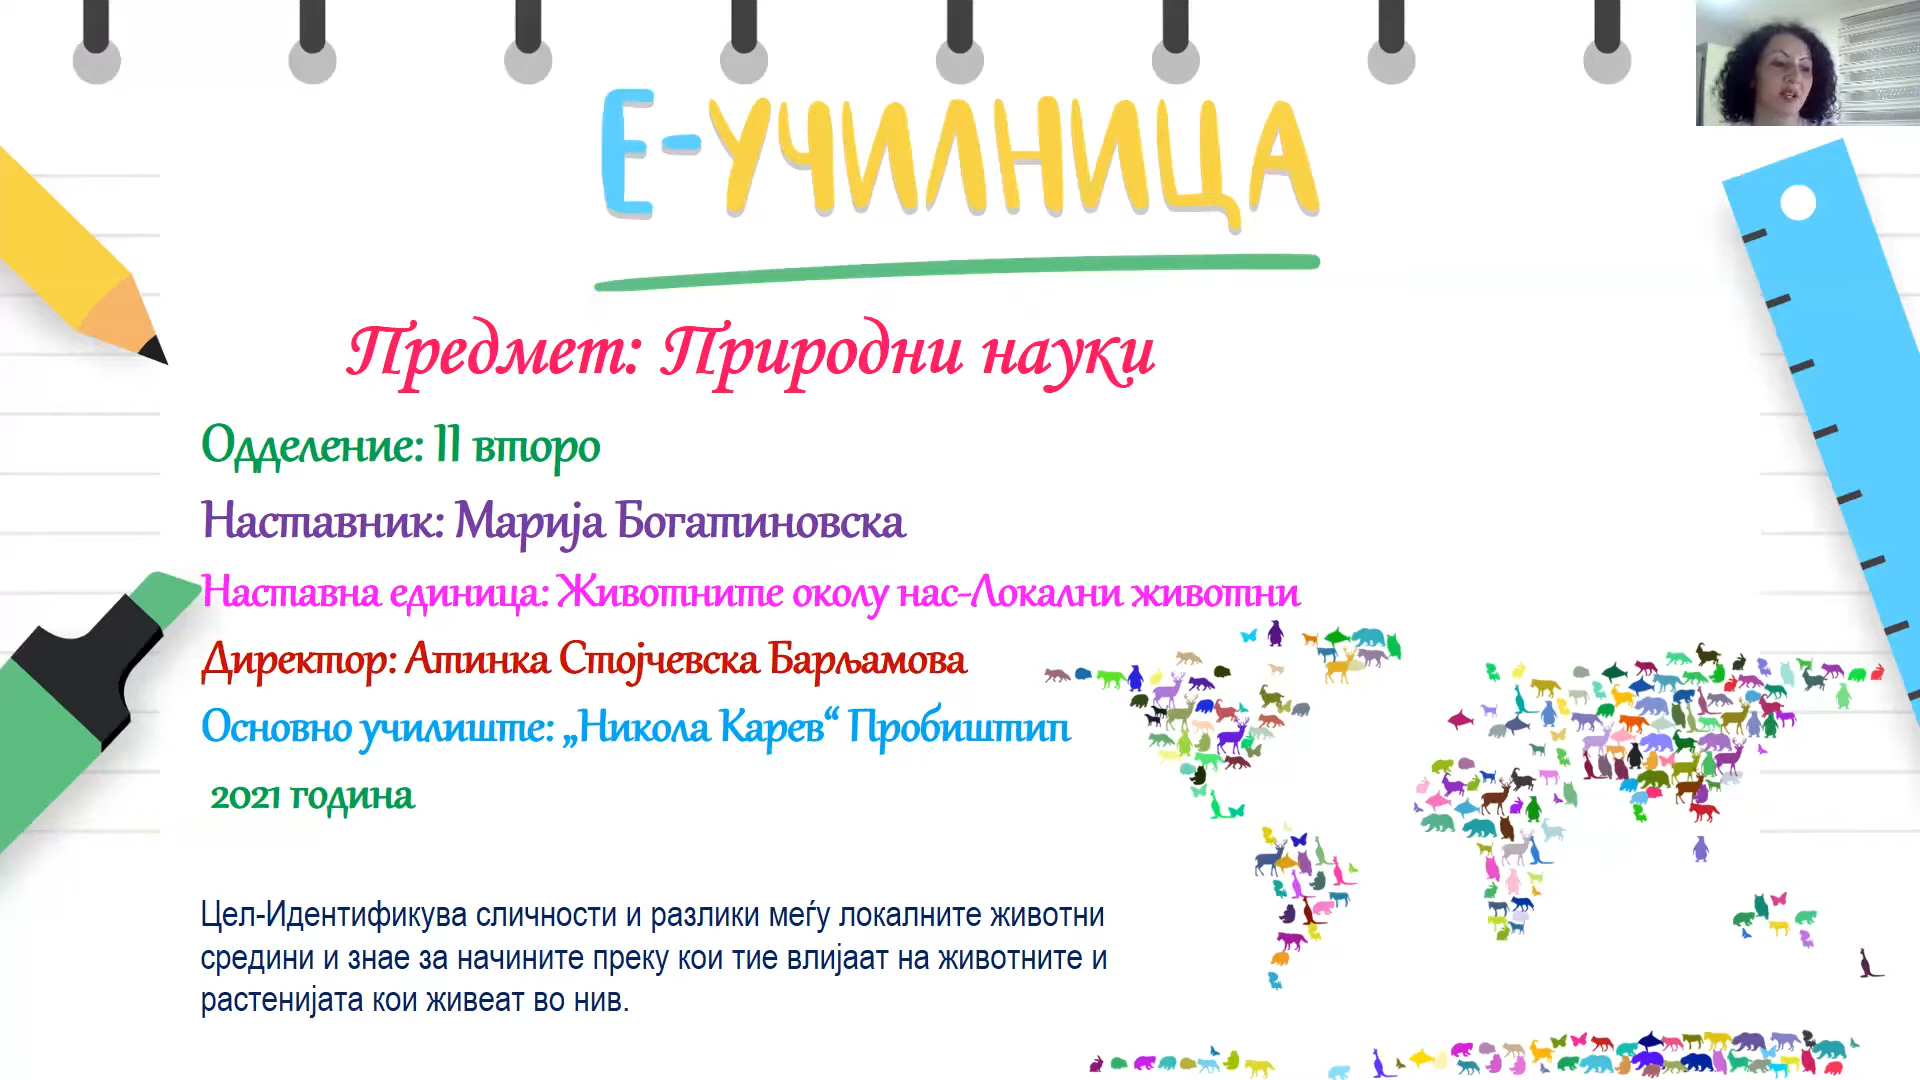 Е-УЧИЛНИЦА
Предмет: Природни науки
Одделение: II второ
Наставник: Марија Богатиновска
Наставна единица: Животните околу нас-Локални животни
Директор: Атинка Стојчевска Барљамова
Основно училиште: „Никола Карев“ Пробиштип
2021 година
Цел-Идентификува сличности и разлики меѓу локалните животни
средини и знае за начините преку кои тие влијаат на животните и
растенијата кои живеат во нив.